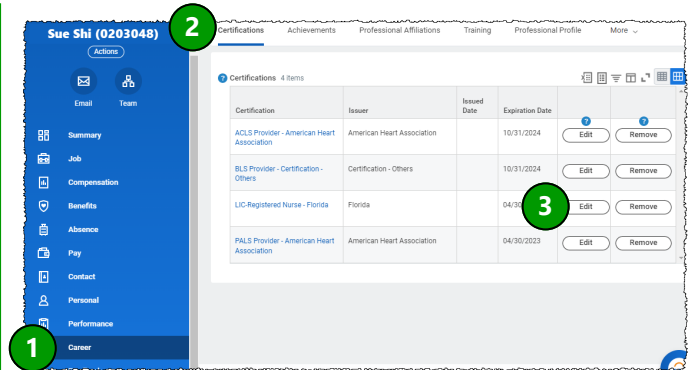 Sue Shi (0203048)
Actions
Email Team
Summary
Job
Compensation
Benefits
Absence
Pay
Contact
Personal
Performance
Career
1
2
Certifications Achievements Professional Affiliations Training Professional Profile More
? Certifications 4 items
Certification Issuer Issued Date Expiration Date
? ?
ACLS Provider - American Heart
Association
American Heart Association 10/31/2024 Edit Remove
BLS Provider - Certification -
Others
Certification - Others 10/31/2024 Edit Remove
LIC-Registered Nurse - Florida Florida 04/30 Edit Remove
3
PALS Provider - American Heart
Association
American Heart Association 04/30/2023 Edit Remove